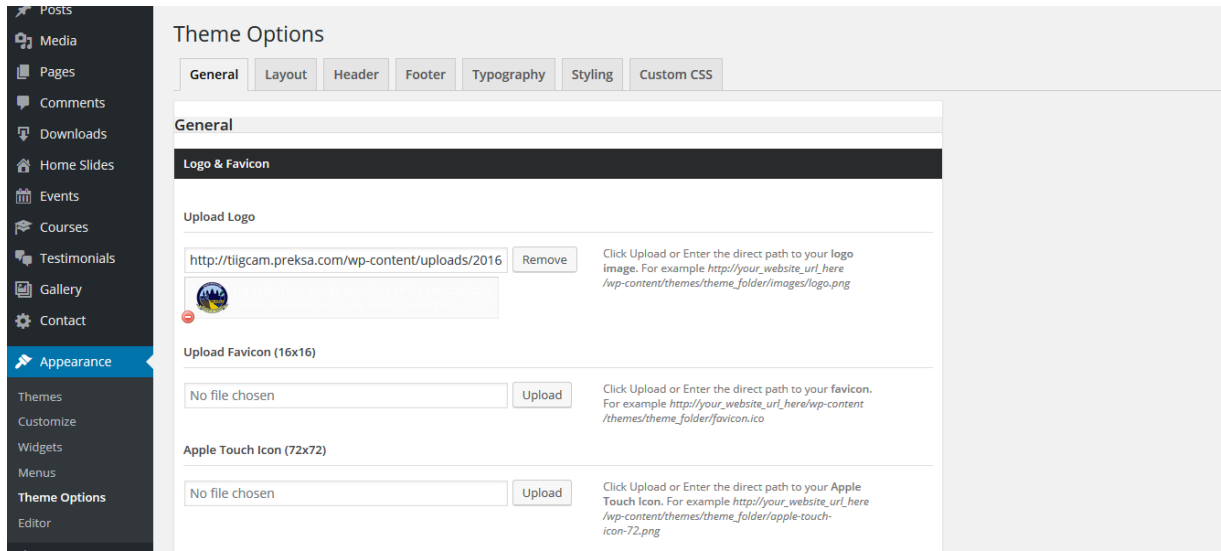 Posts
Media
Pages
Comments
Downloads
Home Slides
Events
Courses
Testimonials
Gallery
Contact
Appearance
Themes
Customize
Widgets
Menus
Theme Options
Editor
Theme Options
General Layout Header Footer Typography Styling Custom CSS
General
Logo & Favicon
Upload Logo
http://tiigcam.preksa.com/wp-content/uploads/2016 Remove
Click Upload or Enter the direct path to your logo
image. For example http://your_website_url_here
/wp-content/themes/theme_folder/images/logo.png
Upload Favicon (16x16)
No file chosen Upload
Click Upload or Enter the direct path to your favicon.
For example http://your_website_url_here/wp-content
/themes/theme_folder/favicon.ico
Apple Touch Icon (72x72)
No file chosen Upload
Click Upload or Enter the direct path to your Apple
Touch Icon. For example http://your_website_url_here
/wp-content/themes/theme_folder/apple-touch-
icon-72.png